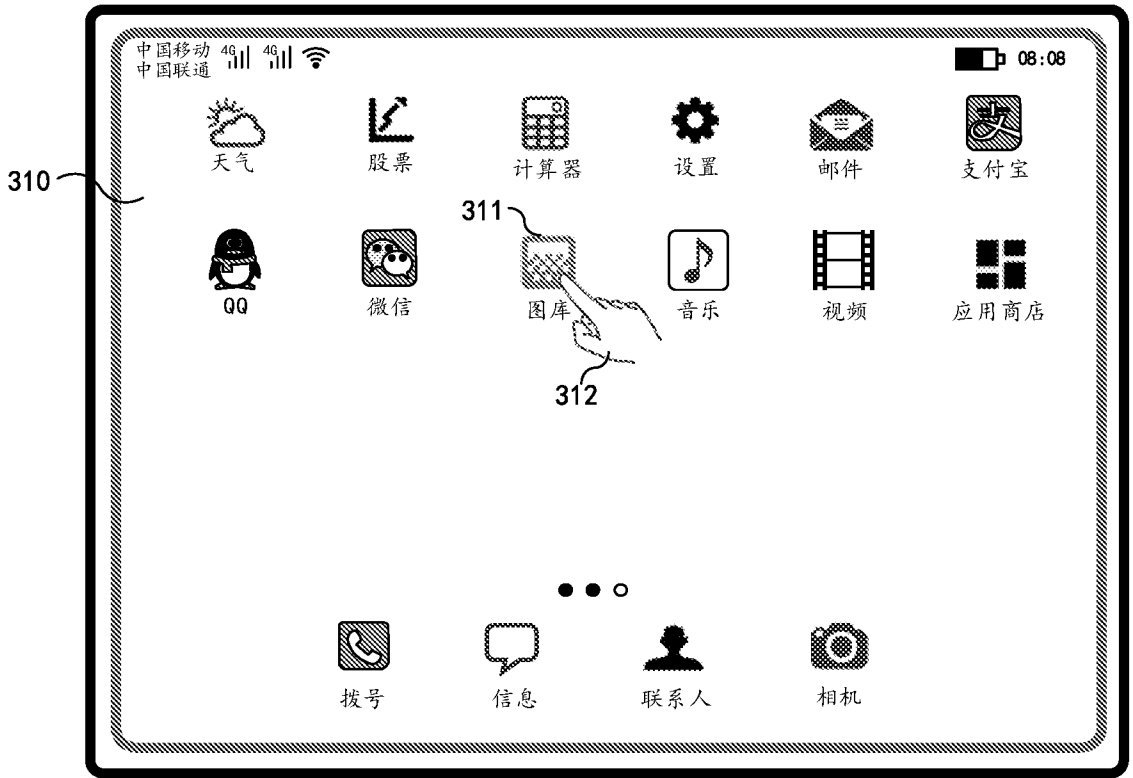 中国移动 4G 4G
中国联通
08:08
天气 股票 计算器 设置 邮件 支付宝
310
311
QQ 微信 图库 音乐 视频 应用商店
312
拨号 信息 联系人 相机